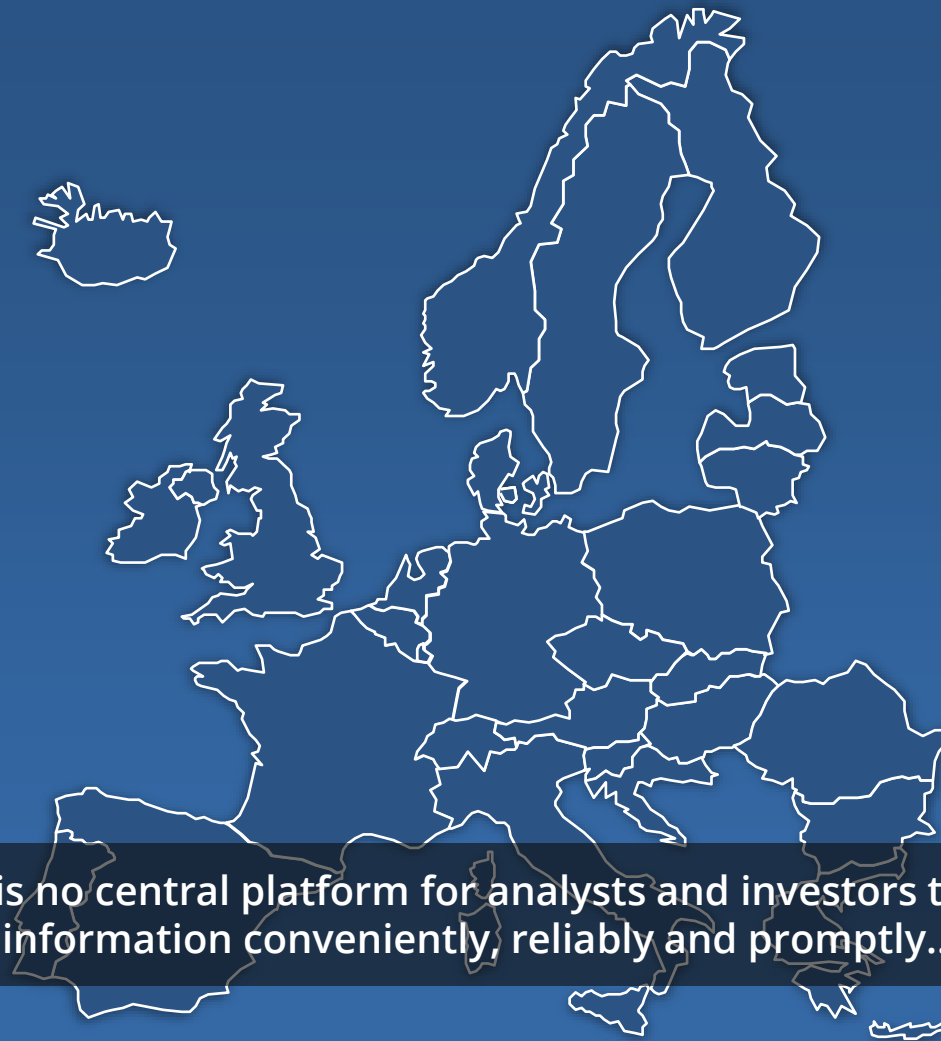 is no central platform for analysts and investors t
information conveniently, reliably and promptly..